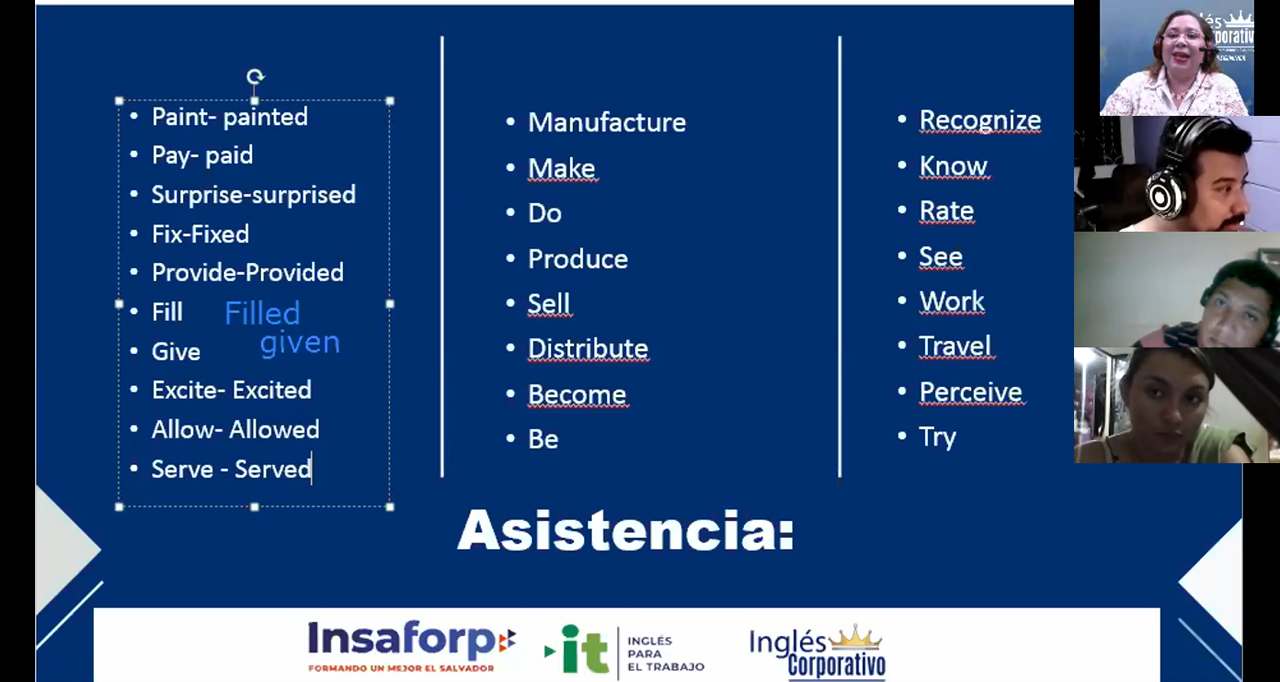 Paint- painted
Pay- paid
Surprise-surprised
Fix-Fixed
Provide-Provided
Fill Filled
Give given
Excite- Excited
Allow- Allowed
Serve - Served
Manufacture
Make
Do
Produce
Sell
Distribute
Become
Be
Recognize
Know
Rate
See
Work
Travel
Perceive
Try
Asistencia:
Insaforp
FORMANDO UN MEJOR EL SALVADOR
it
INGLÉS
PARA
EL TRABAJO
Inglés
Corporativo